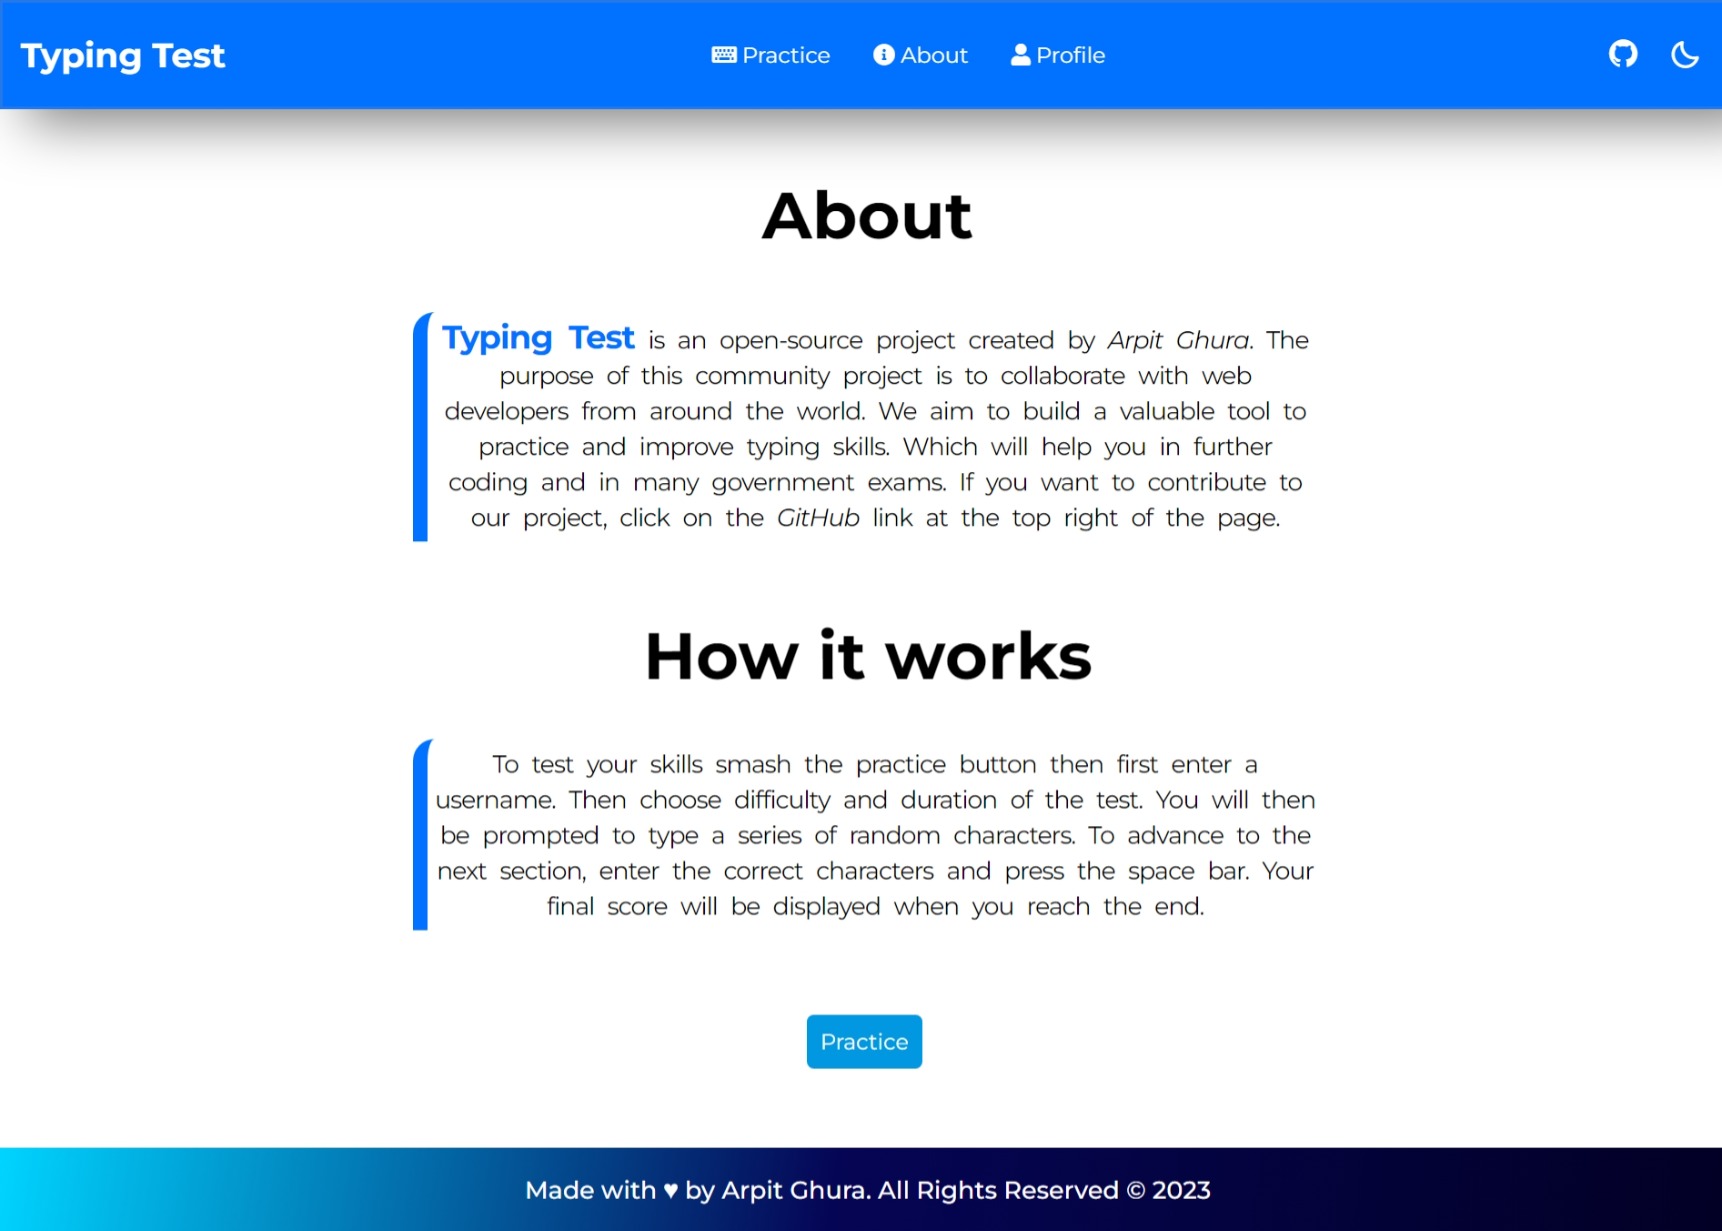 Typing Test
Practice
About
Profile
About
Typing Test is an open-source project created by Arpit Ghura. The
purpose of this community project is to collaborate with web
developers from around the world. We aim to build a valuable tool to
practice and improve typing skills. Which will help you in further
coding and in many government exams. If you want to contribute to
our project, click on the GitHub link at the top right of the page.
How it works
To test your skills smash the practice button then first enter a
username. Then choose difficulty and duration of the test. You will then
be prompted to type a series of random characters. To advance to the
next section, enter the correct characters and press the space bar. Your
final score will be displayed when you reach the end.
Practice
Made with ♥ by Arpit Ghura. All Rights Reserved © 2023